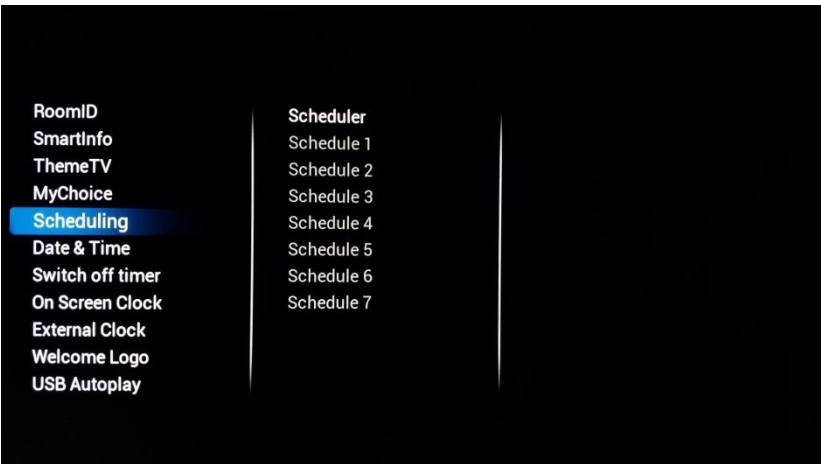 RoomID
SmartInfo
ThemeTV
MyChoice
Scheduling
Date & Time
Switch off timer
On Screen Clock
External Clock
Welcome Logo
USB Autoplay
Scheduler
Schedule 1
Schedule 2
Schedule 3
Schedule 4
Schedule 5
Schedule 6
Schedule 7